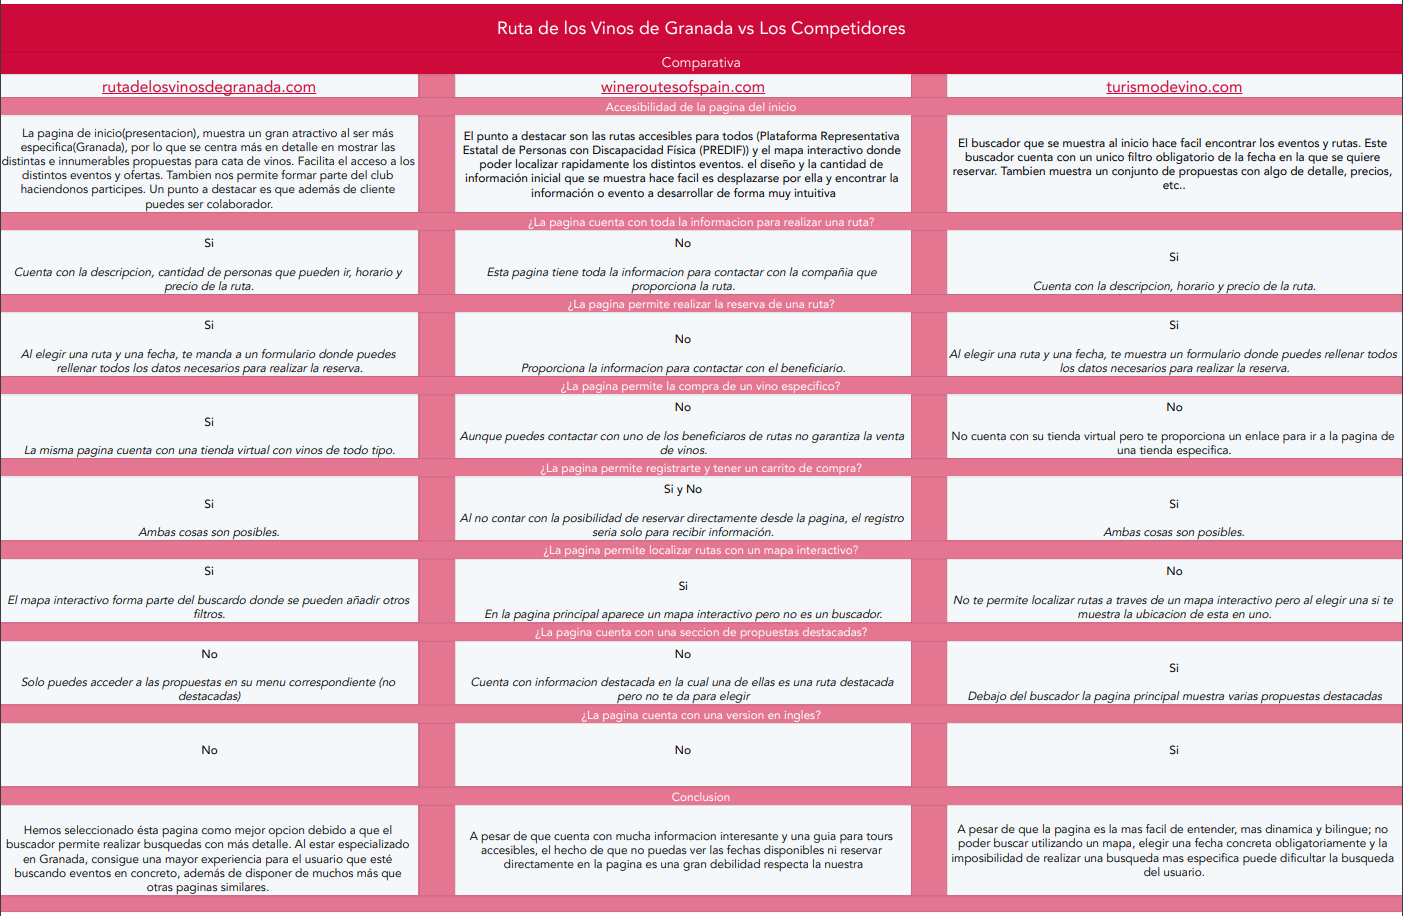 Ruta de los Vinos de Granada vs Los Competidores
Comparativa
rutadelosvinosdegranada.com
wineroutesofspain.com
turismodevino.com
Accesibilidad de la pagina del inicio
La pagina de inicio(presentacion), muestra un gran atractivo al ser más
especifica(Granada), por lo que se centra más en detalle en mostrar las
distintas e innumerables propuestas para cata de vinos. Facilita el acceso a los
distintos eventos y ofertas. Tambien nos permite formar parte del club
haciendonos participes. Un punto a destacar es que además de cliente
puedes ser colaborador.
El punto a destacar son las rutas accesibles para todos (Plataforma Representativa
Estatal de Personas con Discapacidad Física (PREDIF)) y el mapa interactivo donde
poder localizar rapidamente los distintos eventos. el diseño y la cantidad de
información inicial que se muestra hace facil es desplazarse por ella y encontrar la
información o evento a desarrollar de forma muy intuitiva
El buscador que se muestra al inicio hace facil encontrar los eventos y rutas. Este
buscador cuenta con un unico filtro obligatorio de la fecha en la que se quiere
reservar. Tambien muestra un conjunto de propuestas con algo de detalle, precios,
etc..
¿La pagina cuenta con toda la informacion para realizar una ruta?
Si
Cuenta con la descripcion, cantidad de personas que pueden ir, horario y
precio de la ruta.
No
Esta pagina tiene toda la informacion para contactar con la compañia que
proporciona la ruta.
Si
Cuenta con la descripcion, horario y precio de la ruta.
¿La pagina permite realizar la reserva de una ruta?
Si
Al elegir una ruta y una fecha, te manda a un formulario donde puedes
rellenar todos los datos necesarios para realizar la reserva.
No
Proporciona la informacion para contactar con el beneficiario.
Si
Al elegir una ruta y una fecha, te muestra un formulario donde puedes rellenar todos
los datos necesarios para realizar la reserva.
¿La pagina permite la compra de un vino especifico?
Si
La misma pagina cuenta con una tienda virtual con vinos de todo tipo.
No
Aunque puedes contactar con uno de los beneficiaros de rutas no garantiza la venta
de vinos.
No
No cuenta con su tienda virtual pero te proporciona un enlace para ir a la pagina de
una tienda especifica.
¿La pagina permite registrarte y tener un carrito de compra?
Si
Ambas cosas son posibles.
Si y No
Al no contar con la posibilidad de reservar directamente desde la pagina, el registro
seria solo para recibir información.
Si
Ambas cosas son posibles.
¿La pagina permite localizar rutas con un mapa interactivo?
Si
El mapa interactivo forma parte del buscardo donde se pueden añadir otros
filtros.
Si
En la pagina principal aparece un mapa interactivo pero no es un buscador.
No
No te permite localizar rutas a traves de un mapa interactivo pero al elegir una si te
muestra la ubicacion de esta en uno.
¿La pagina cuenta con una seccion de propuestas destacadas?
No
Solo puedes acceder a las propuestas en su menu correspondiente (no
destacadas)
No
Cuenta con informacion destacada en la cual una de ellas es una ruta destacada
pero no te da para elegir
Si
Debajo del buscador la pagina principal muestra varias propuestas destacadas
¿La pagina cuenta con una version en ingles?
No
No
Si
Conclusion
Hemos seleccionado ésta pagina como mejor opcion debido a que el
buscador permite realizar busquedas con más detalle. Al estar especializado
en Granada, consigue una mayor experiencia para el usuario que esté
buscando eventos en concreto, además de disponer de muchos más que
otras paginas similares.
A pesar de que cuenta con mucha informacion interesante y una guia para tours
accesibles, el hecho de que no puedas ver las fechas disponibles ni reservar
directamente en la pagina es una gran debilidad respecta la nuestra
A pesar de que la pagina es la mas facil de entender, mas dinamica y bilingue; no
poder buscar utilizando un mapa, elegir una fecha concreta obligatoriamente y la
imposibilidad de realizar una busqueda mas especifica puede dificultar la busqueda
del usuario.